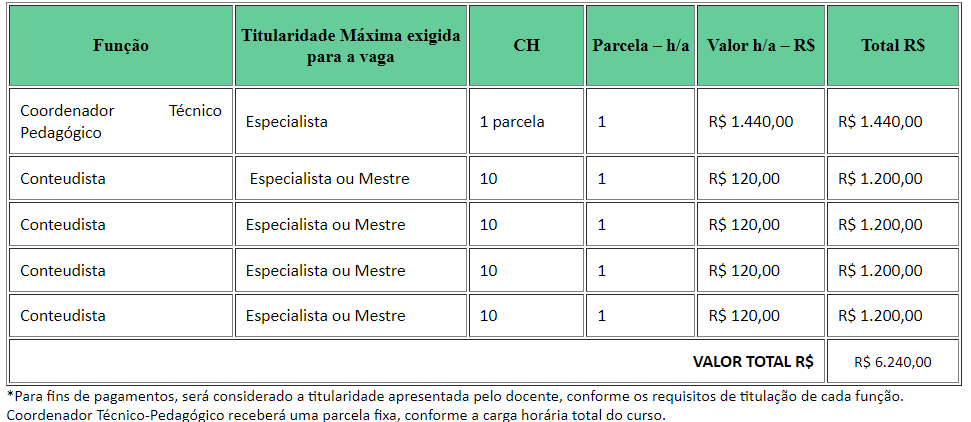 Função
Titularidade Máxima exigida
para a vaga
CH
Parcela – h/a
Valor h/a – R$
Total R$
Coordenador Técnico
Pedagógico
Especialista
1 parcela
1
R$ 1.440,00
R$ 1.440,00
Conteudista
Especialista ou Mestre
10
1
R$ 120,00
R$ 1.200,00
Conteudista
Especialista ou Mestre
10
1
R$ 120,00
R$ 1.200,00
Conteudista
Especialista ou Mestre
10
1
R$ 120,00
R$ 1.200,00
Conteudista
Especialista ou Mestre
10
1
R$ 120,00
R$ 1.200,00
VALOR TOTAL R$
R$ 6.240,00
*Para fins de pagamentos, será considerado a titularidade apresentada pelo docente, conforme os requisitos de titulação de cada função.
Coordenador Técnico-Pedagógico receberá uma parcela fixa, conforme a carga horária total do curso.